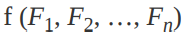 f (F₁, F₂, …, Fₙ)